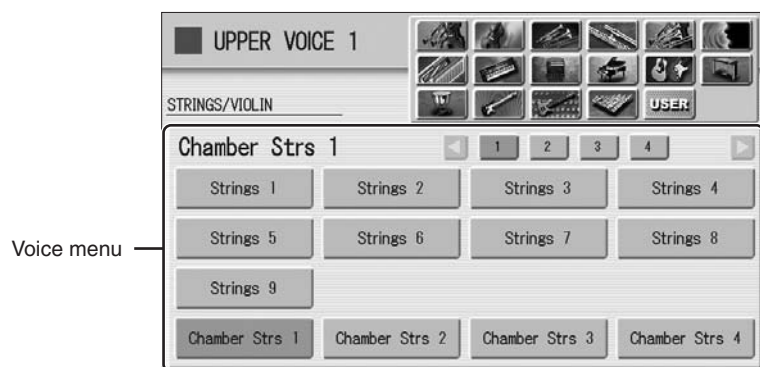 UPPER VOICE 1
USER
STRINGS/VIOLIN
Chamber Strs 1
1 2 3 4
Strings 1 Strings 2 Strings 3 Strings 4
Voice menu
Strings 5 Strings 6 Strings 7 Strings 8
Strings 9
Chamber Strs 1 Chamber Strs 2 Chamber Strs 3 Chamber Strs 4